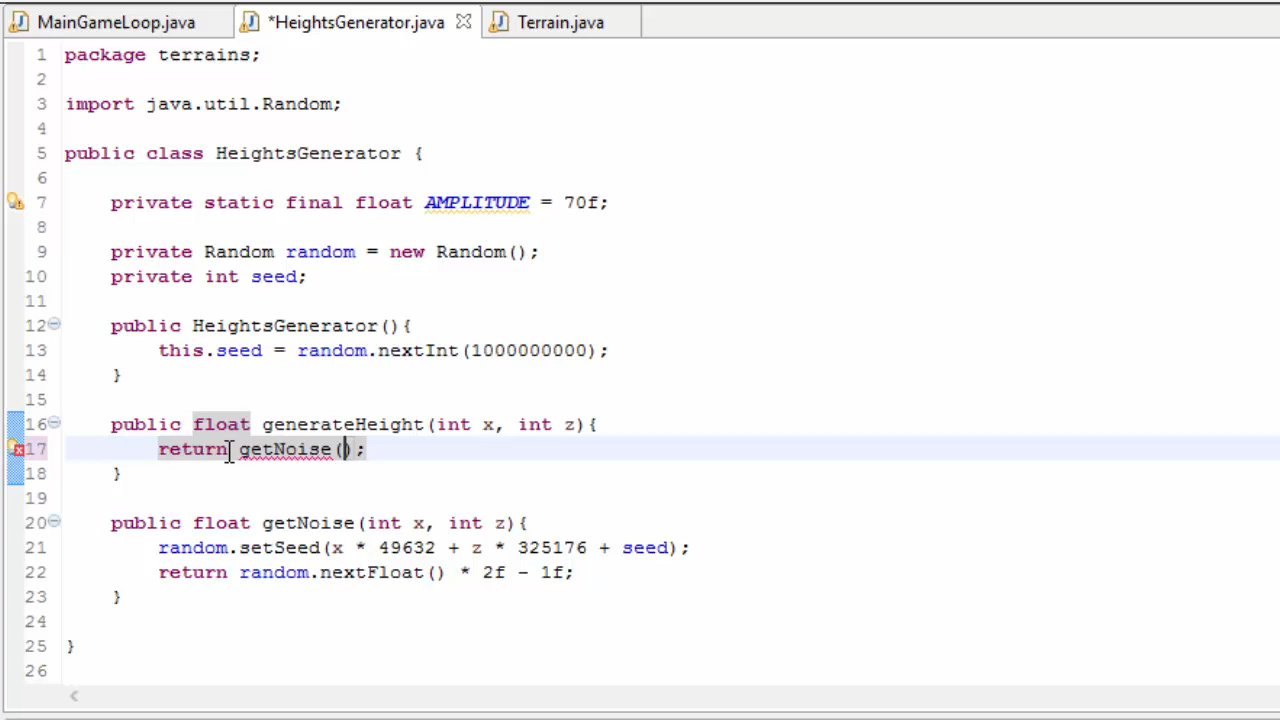 MainGameLoop.java *HeightsGenerator.java Terrain.java
1 package terrains;
2
3 import java.util.Random;
4
5 public class HeightsGenerator {
6
7 private static final float AMPLITUDE = 70f;
8
9 private Random random = new Random();
10 private int seed;
11
12 public HeightsGenerator(){
13 this.seed = random.nextInt(1000000000);
14 }
15
16 public float generateHeight(int x, int z){
17 return getNoise();
18 }
19
20 public float getNoise(int x, int z){
21 random.setSeed(x * 49632 + z * 325176 + seed);
22 return random.nextFloat() * 2f - 1f;
23 }
24
25 }
26